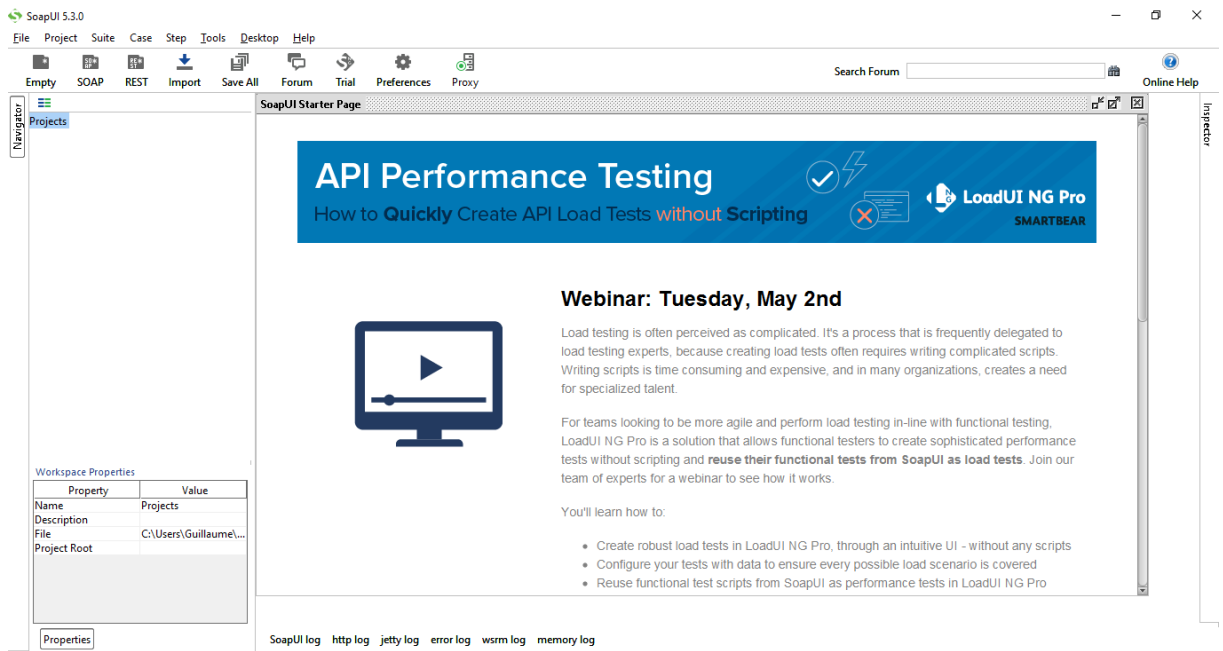 SoapUI 5.3.0
File Project Suite Case Step Tools Desktop Help
Empty SOAP REST Import Save All Forum Trial Preferences Proxy Search Forum Online Help
Navigator
Projects
SoapUI Starter Page
Inspector
API Performance Testing
How to Quickly Create API Load Tests without Scripting
LoadUI NG Pro
SMARTBEAR
Webinar: Tuesday, May 2nd
Load testing is often perceived as complicated. It's a process that is frequently delegated to
load testing experts, because creating load tests often requires writing complicated scripts.
Writing scripts is time consuming and expensive, and in many organizations, creates a need
for specialized talent.
For teams looking to be more agile and perform load testing in-line with functional testing,
LoadUI NG Pro is a solution that allows functional testers to create sophisticated performance
tests without scripting and reuse their functional tests from SoapUI as load tests. Join our
team of experts for a webinar to see how it works.
You'll learn how to:
Create robust load tests in LoadUI NG Pro, through an intuitive UI - without any scripts
Configure your tests with data to ensure every possible load scenario is covered
Reuse functional test scripts from SoapUI as performance tests in LoadUI NG Pro
Workspace Properties
Property Value
Name Projects
Description
File C:\Users\Guillaume\...
Project Root
Properties
SoapUI log http log jetty log error log wsrm log memory log